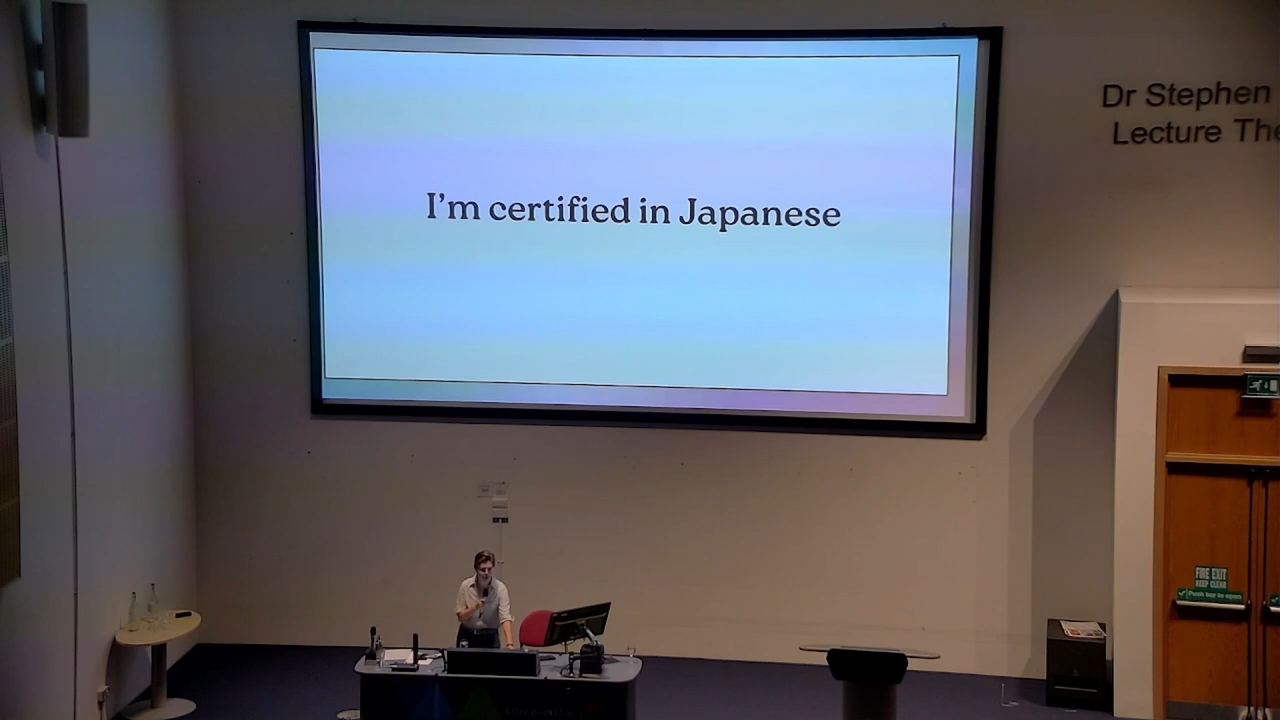 I'm certified in Japanese
Dr Stephen
Lecture The
FIRE EXIT
KEEP CLEAR
Push bar to open